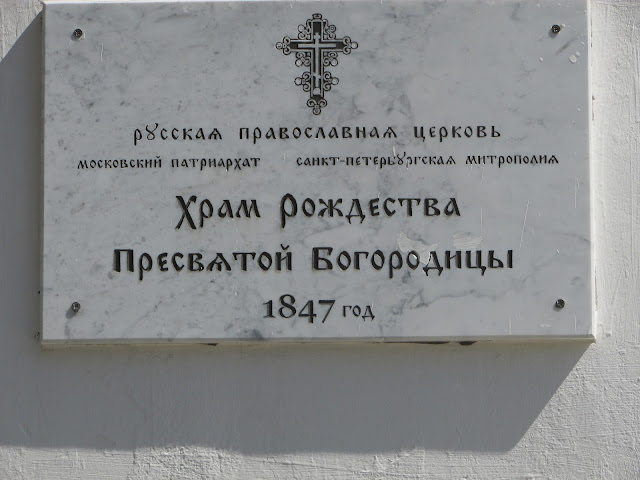 русская православная церковь
московский патриархат санкт-петербургская митрополия
Храм Рождества
Пресвятой Богородицы
1847 год